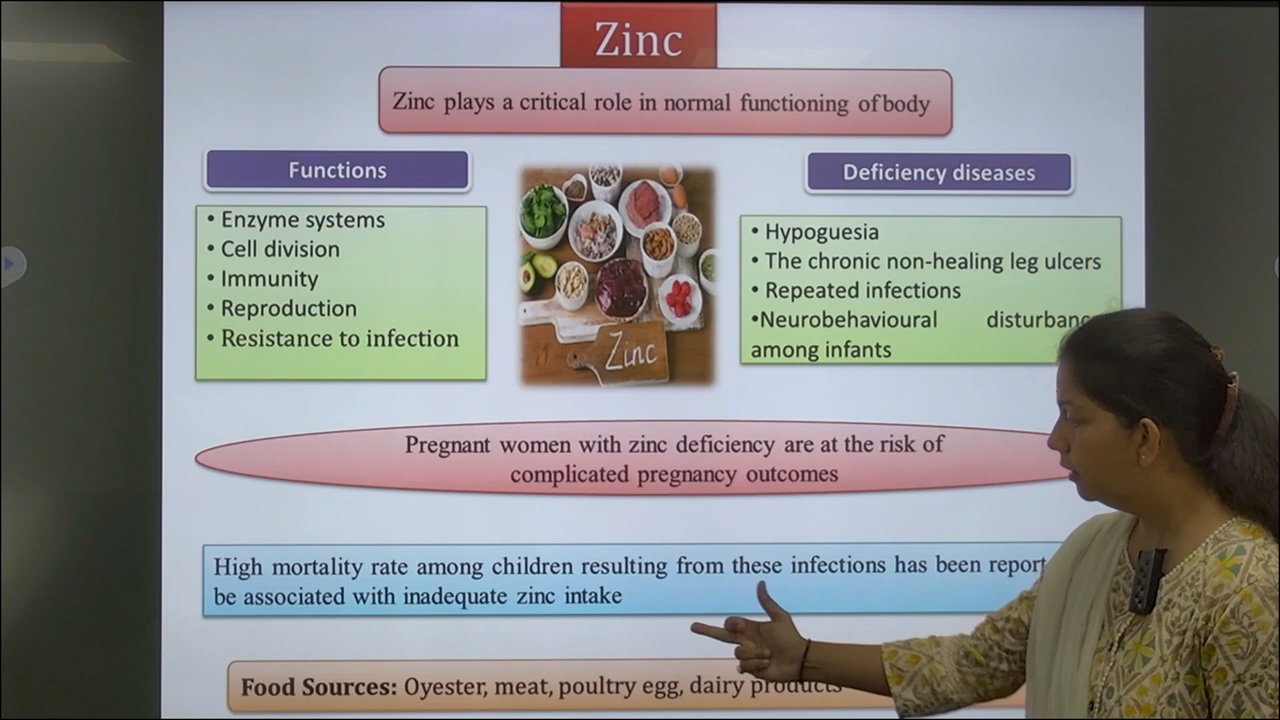 Zinc
Zinc plays a critical role in normal functioning of body
Functions
• Enzyme systems
• Cell division
• Immunity
• Reproduction
• Resistance to infection
Zinc
Deficiency diseases
• Hypoguesia
• The chronic non-healing leg ulcers
• Repeated infections
•Neurobehavioural
among infants
Pregnant women with zinc deficiency are at the risk of
complicated pregnancy outcomes
High mortality rate among children resulting from these infections has been
be associated with inadequate zinc intake
Food Sources: Oyester, meat, poultry egg, dairy products